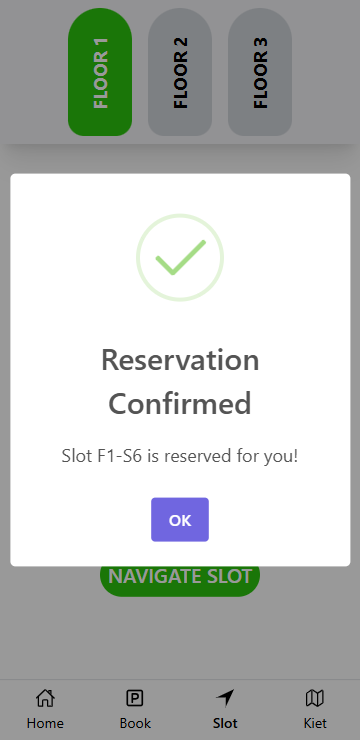 FLOOR 1
FLOOR 2
FLOOR 3
Reservation
Confirmed
Slot F1-S6 is reserved for you!
OK
NAVIGATE SLOT
P
Home
Book
Slot
Kiet